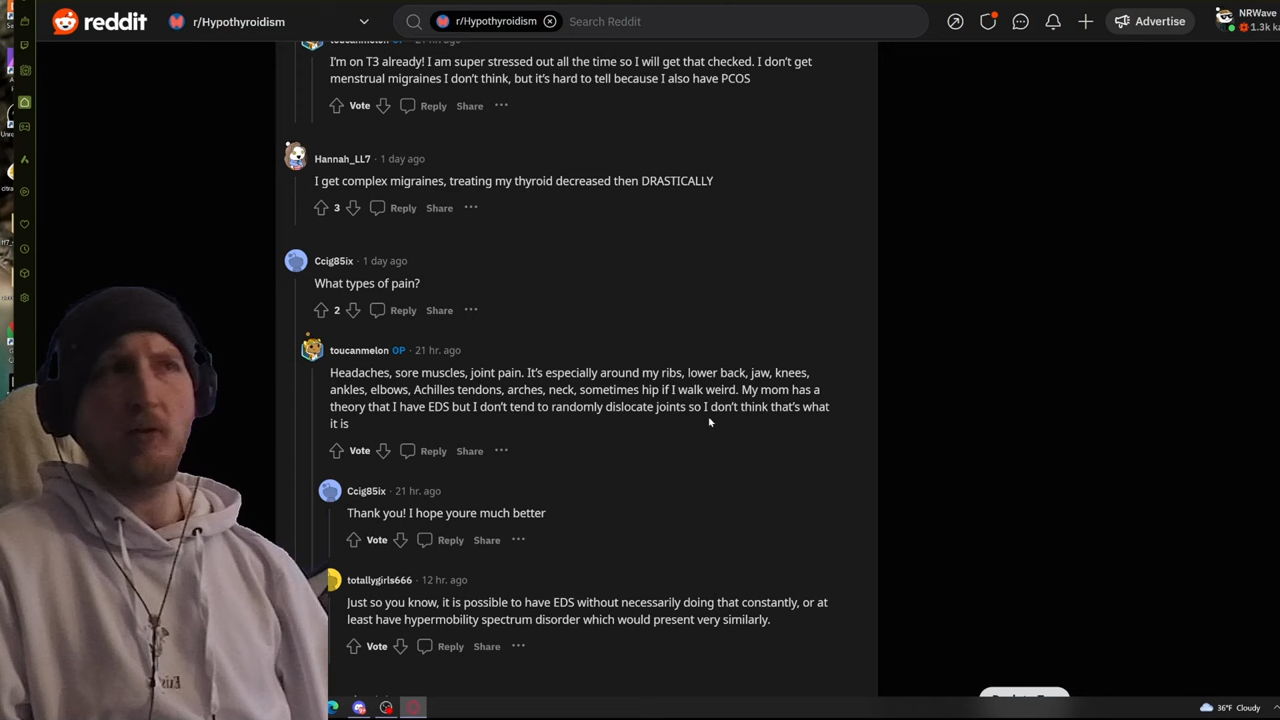 reddit
r/Hypothyroidism
r/Hypothyroidism
Search Reddit
Advertise
NRWave
1.3k ka
toucanmelon OP · 21 hr. ago
I'm on T3 already! I am super stressed out all the time so I will get that checked. I don't get
menstrual migraines I don't think, but it's hard to tell because I also have PCOS
Vote Reply Share ···
Hannah_LL7 · 1 day ago
I get complex migraines, treating my thyroid decreased then DRASTICALLY
3 Reply Share ···
Ccig85ix · 1 day ago
What types of pain?
2 Reply Share ···
toucanmelon OP · 21 hr. ago
Headaches, sore muscles, joint pain. It's especially around my ribs, lower back, jaw, knees,
ankles, elbows, Achilles tendons, arches, neck, sometimes hip if I walk weird. My mom has a
theory that I have EDS but I don't tend to randomly dislocate joints so I don't think that's what
it is
Vote Reply Share ···
Ccig85ix · 21 hr. ago
Thank you! I hope youre much better
Vote Reply Share ···
totallygirls666 · 12 hr. ago
Just so you know, it is possible to have EDS without necessarily doing that constantly, or at
least have hypermobility spectrum disorder which would present very similarly.
Vote Reply Share ···
36°F Cloudy